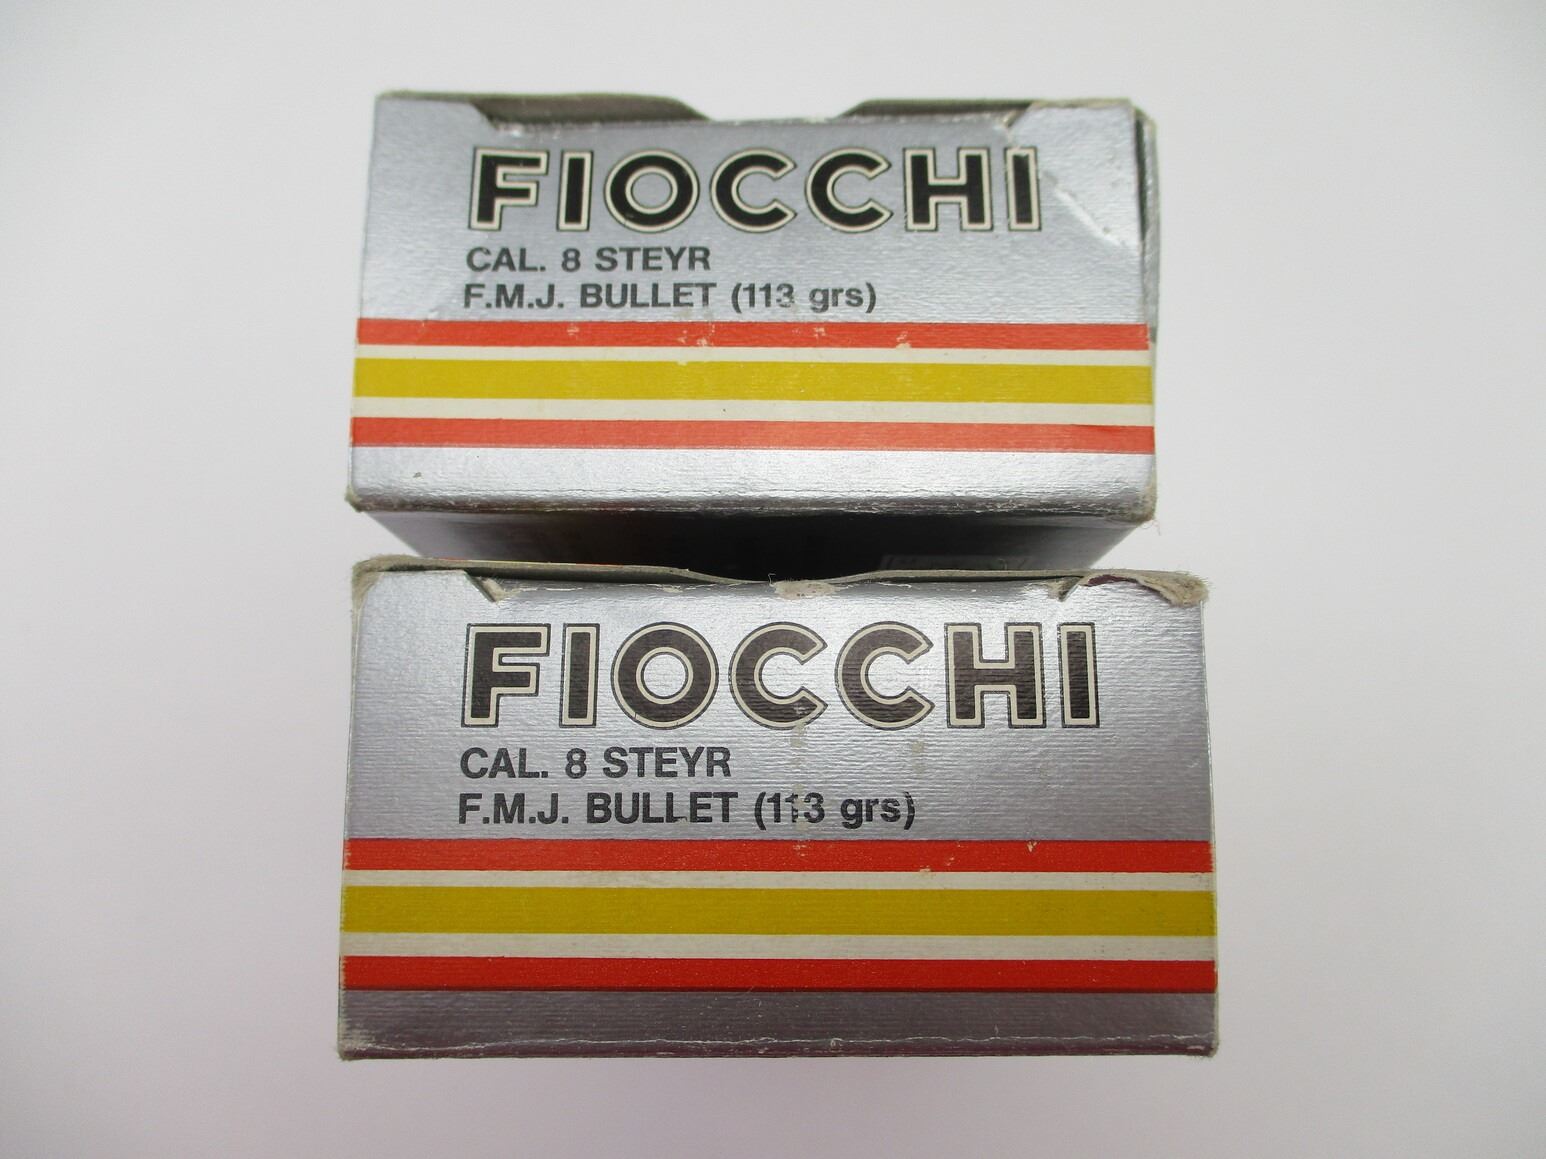 FIOCCHI
CAL. 8 STEYR
F.M.J. BULLET (113 grs)
FIOCCHI
CAL. 8 STEYR
F.M.J. BULLET (113 grs)